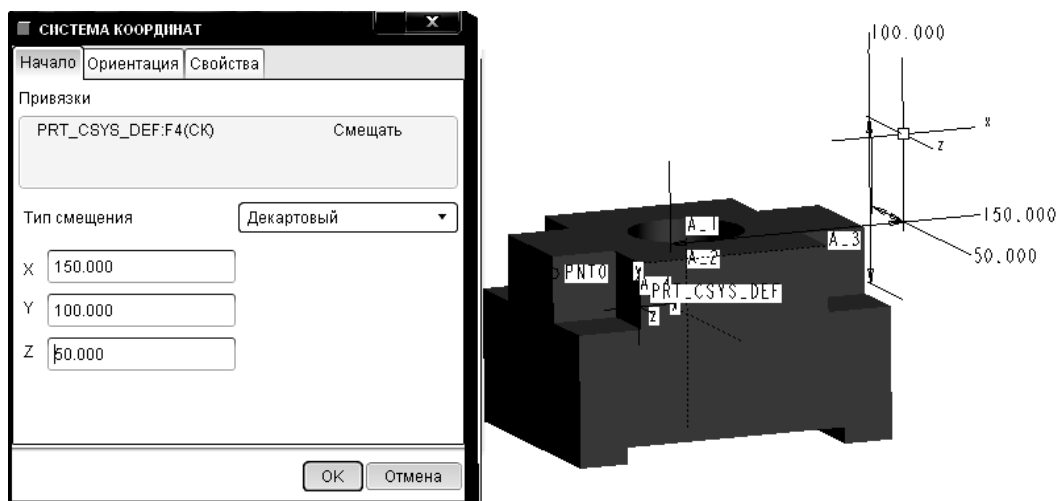 СИСТЕМА КООРДИНАТ
X
Начало Ориентация Свойства
Привязки
PRT_CSYS_DEF:F4(СК) Смещать
Тип смещения Декартовый
X 150.000
Y 100.000
Z 50.000
OK Отмена
100.000
X
Z
150.000
50.000
A_1
A_3
A_2
PNT0
Y
PRT_CSYS_DEF
X
Z